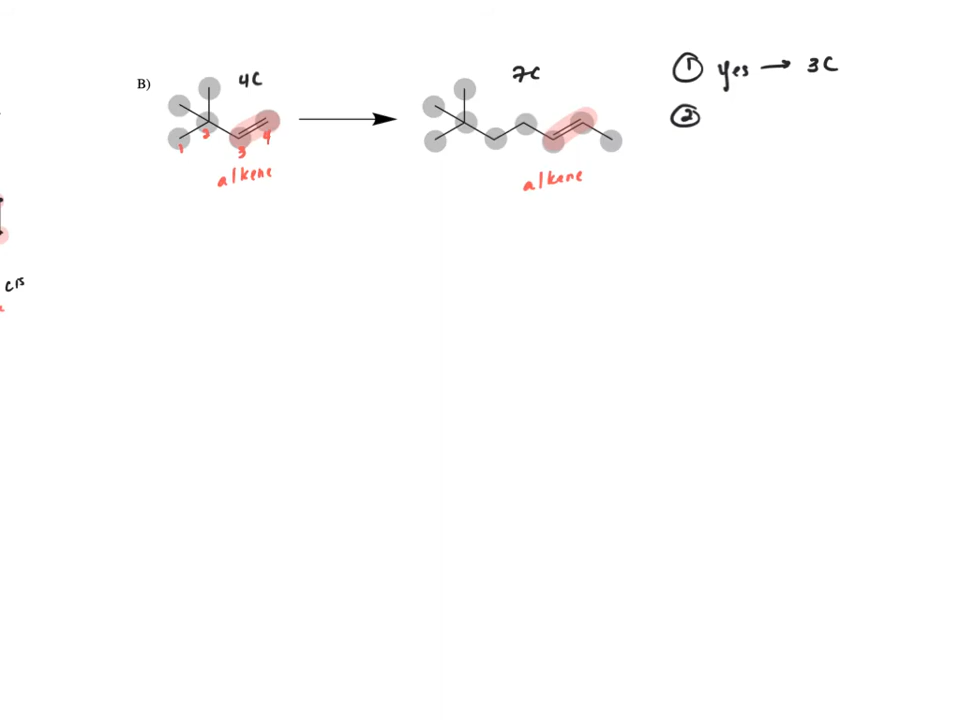 ① yes → 3C
②
B) 4C 7C
1 2 3 4
alkene alkene
cis